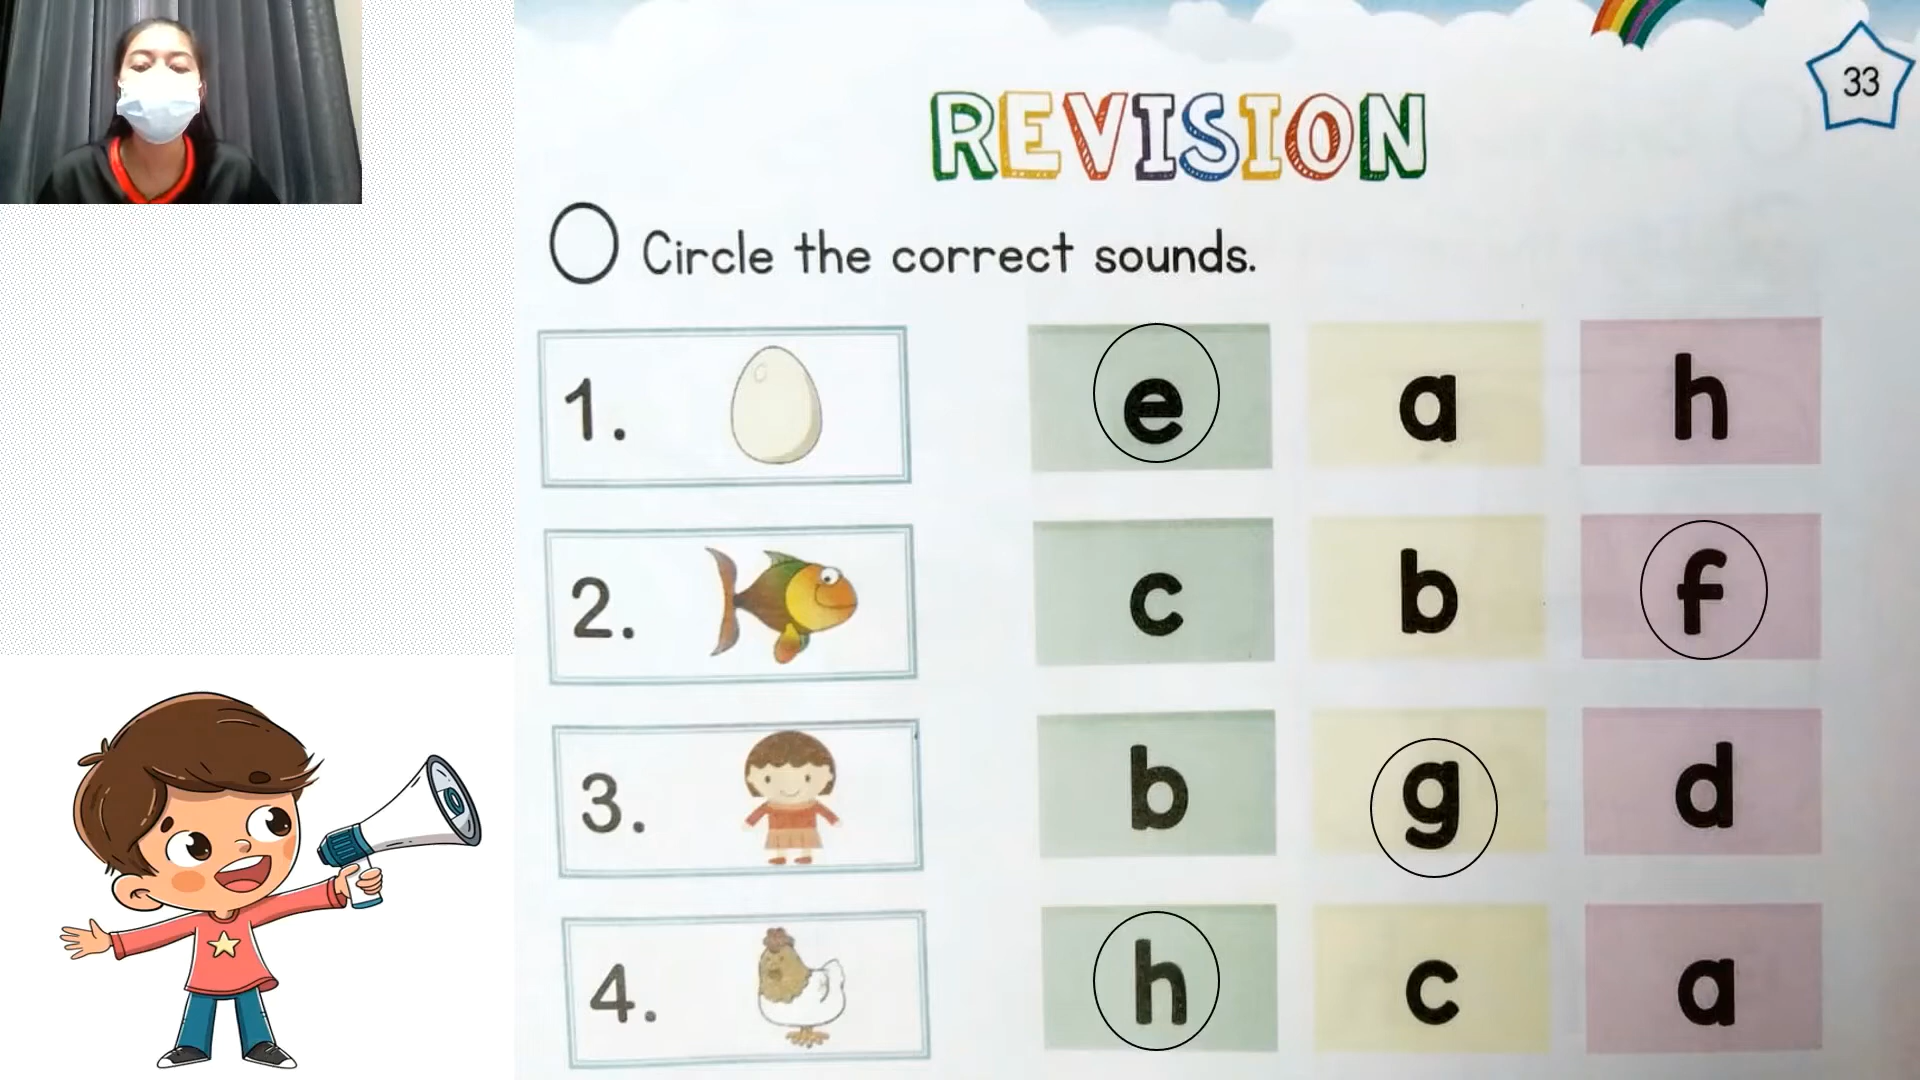 33
REVISION
Circle the correct sounds.
1. e a h
2. c b f
3. b g d
4. h c a